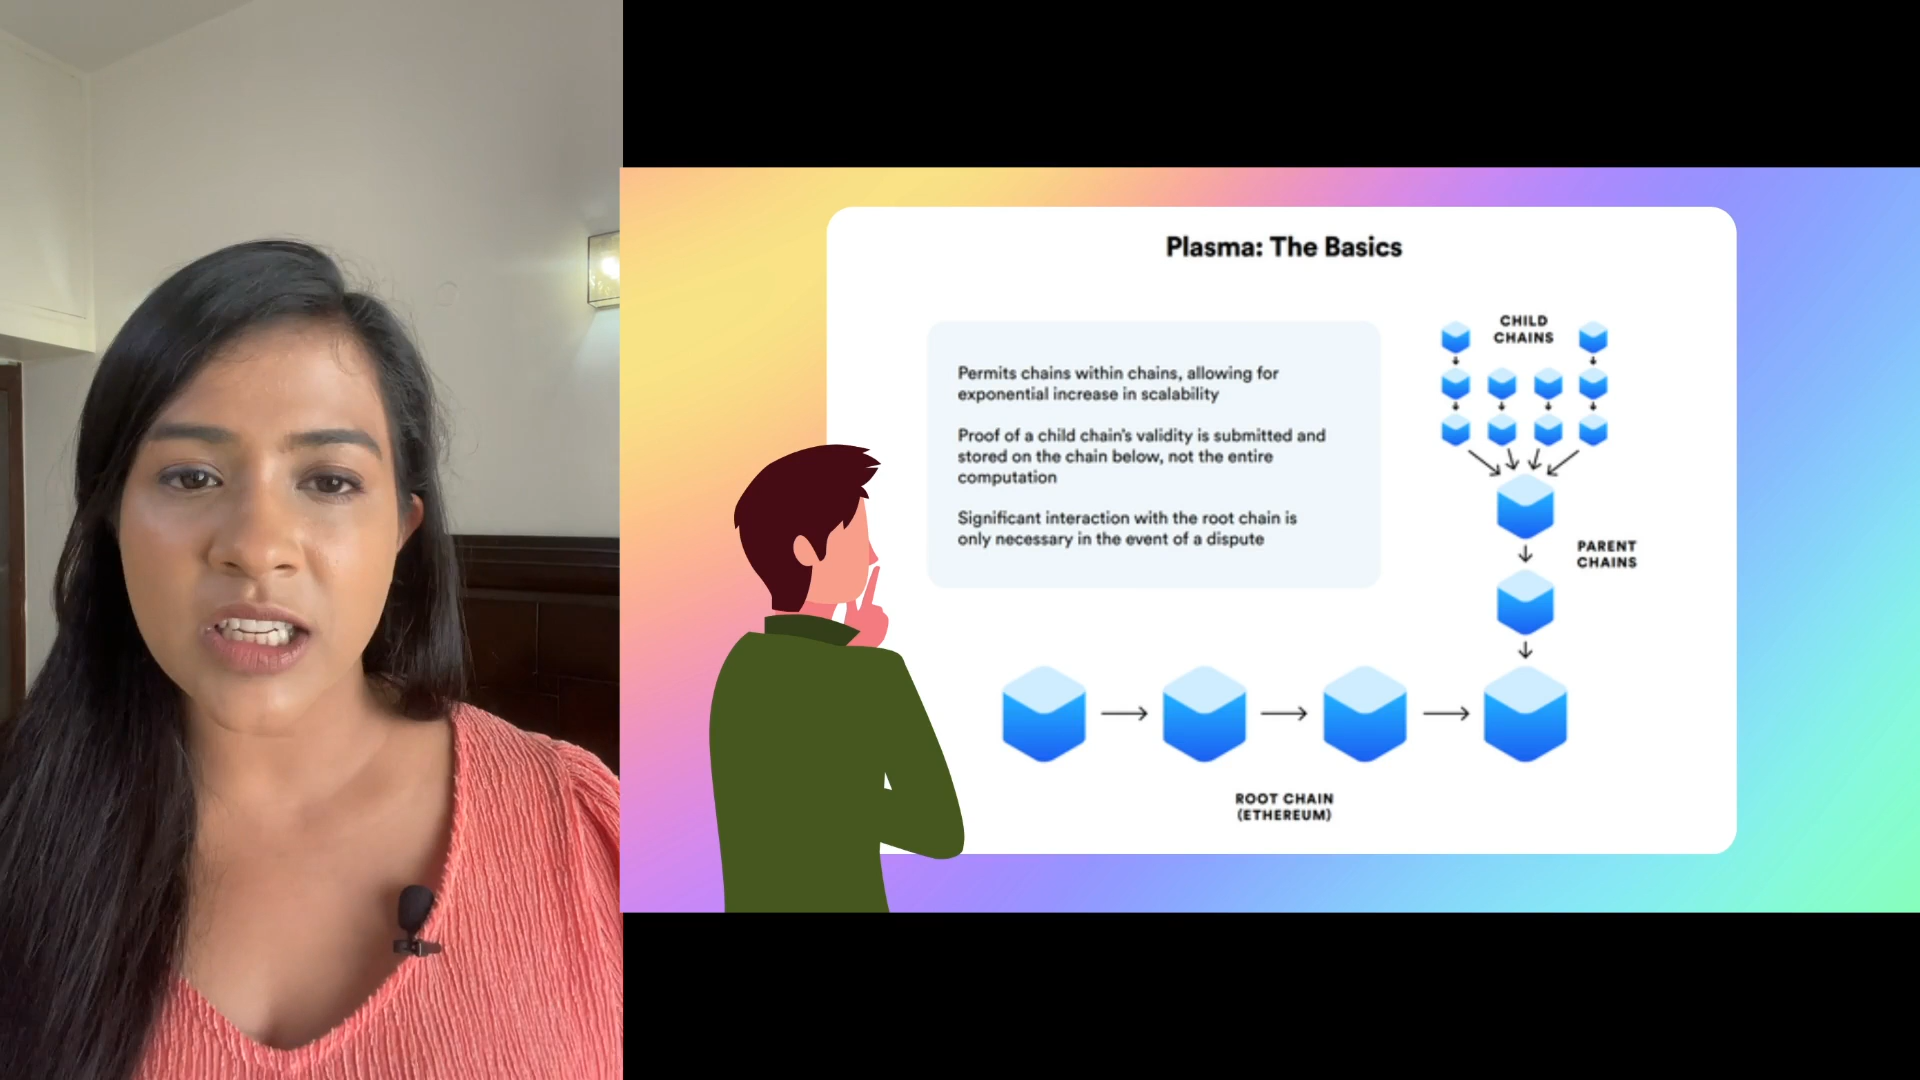 Plasma: The Basics
Permits chains within chains, allowing for
exponential increase in scalability
Proof of a child chain's validity is submitted and
stored on the chain below, not the entire
computation
Significant interaction with the root chain is
only necessary in the event of a dispute
CHILD
CHAINS
PARENT
CHAINS
ROOT CHAIN
(ETHEREUM)